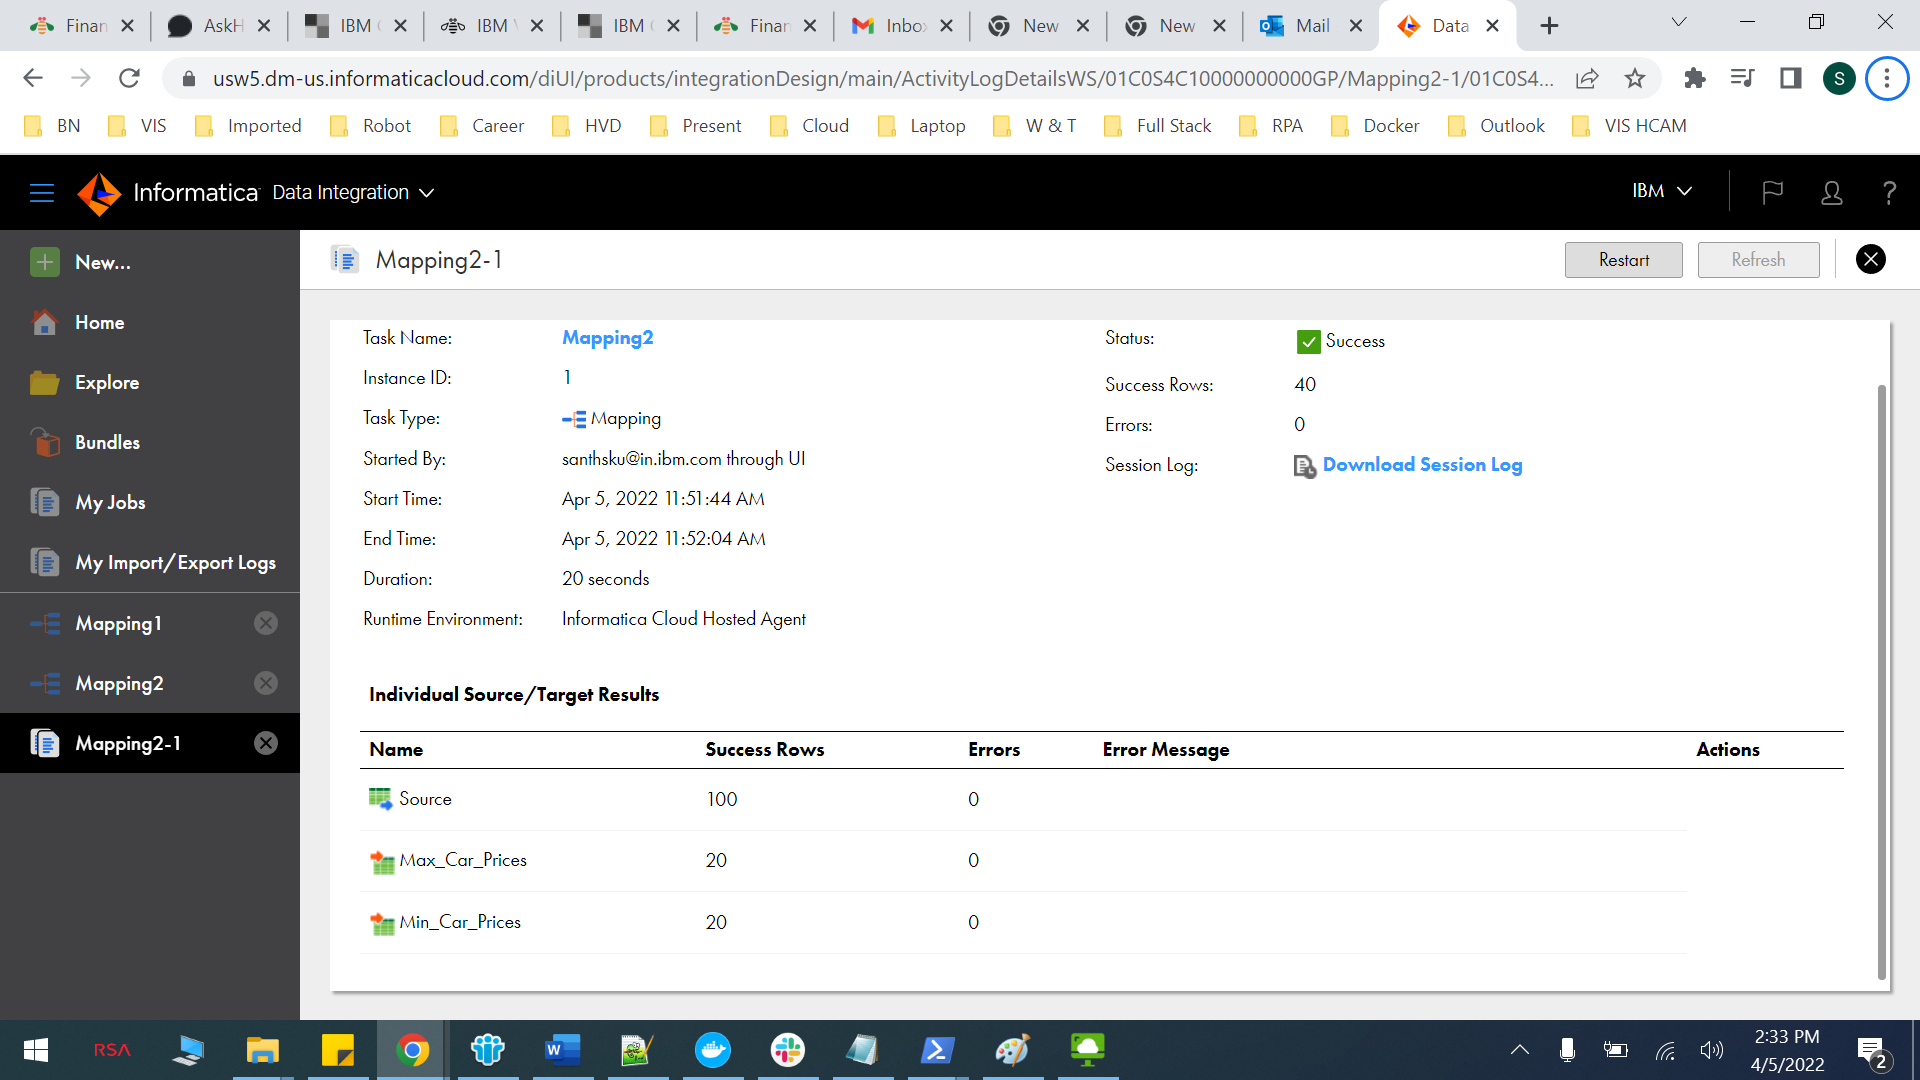 Finan
AskH
IBM
IBM
IBM
Finan
Inbo
New
New
Mail
Data
usw5.dm-us.informaticacloud.com/diUI/products/integrationDesign/main/ActivityLogDetailsWS/01C0S4C10000000000GP/Mapping2-1/01C0S4...
S
BN VIS Imported Robot Career HVD Present Cloud Laptop W & T Full Stack RPA Docker Outlook VIS HCAM
Informatica Data Integration
IBM
?
New...
Home
Explore
Bundles
My Jobs
My Import/Export Logs
Mapping1
Mapping2
Mapping2-1
Mapping2-1
Restart
Refresh
Task Name: Mapping2
Instance ID: 1
Task Type: Mapping
Started By: santhsku@in.ibm.com through UI
Start Time: Apr 5, 2022 11:51:44 AM
End Time: Apr 5, 2022 11:52:04 AM
Duration: 20 seconds
Runtime Environment: Informatica Cloud Hosted Agent
Status: Success
Success Rows: 40
Errors: 0
Session Log: Download Session Log
Individual Source/Target Results
Name Success Rows Errors Error Message Actions
Source 100 0
Max_Car_Prices 20 0
Min_Car_Prices 20 0
RSA
2:33 PM
4/5/2022
2